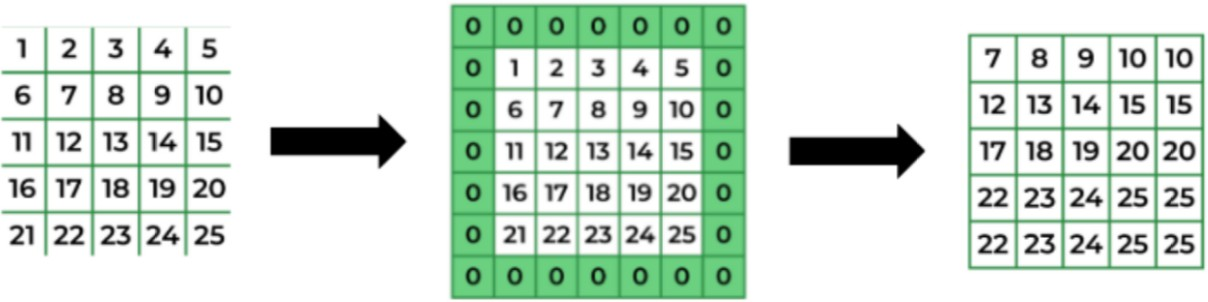 1 2 3 4 5
6 7 8 9 10
11 12 13 14 15
16 17 18 19 20
21 22 23 24 25
0 0 0 0 0 0 0
0 1 2 3 4 5 0
0 6 7 8 9 10 0
0 11 12 13 14 15 0
0 16 17 18 19 20 0
0 21 22 23 24 25 0
0 0 0 0 0 0 0
7 8 9 10 10
12 13 14 15 15
17 18 19 20 20
22 23 24 25 25
22 23 24 25 25